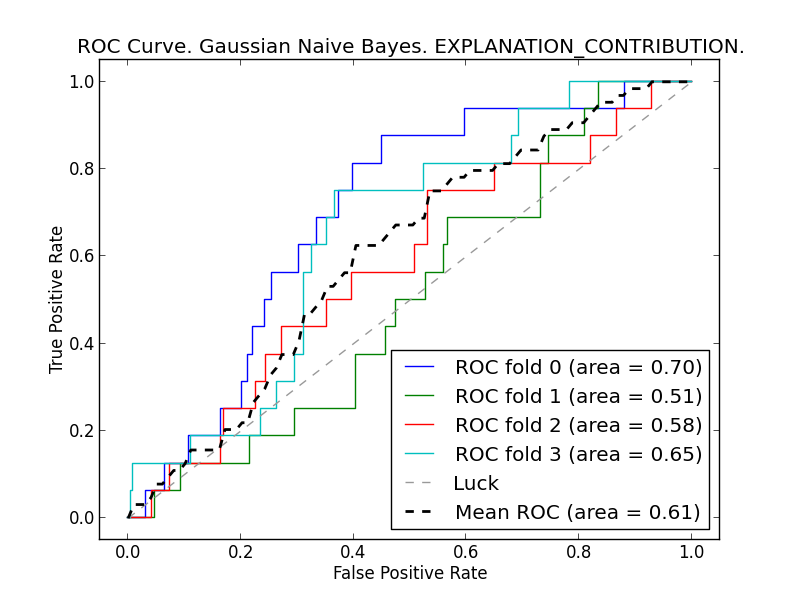 ROC Curve. Gaussian Naive Bayes. EXPLANATION_CONTRIBUTION.
True Positive Rate
1.0
0.8
0.6
0.4
0.2
0.0
ROC fold 0 (area = 0.70)
ROC fold 1 (area = 0.51)
ROC fold 2 (area = 0.58)
ROC fold 3 (area = 0.65)
Luck
Mean ROC (area = 0.61)
0.0 0.2 0.4 0.6 0.8 1.0
False Positive Rate